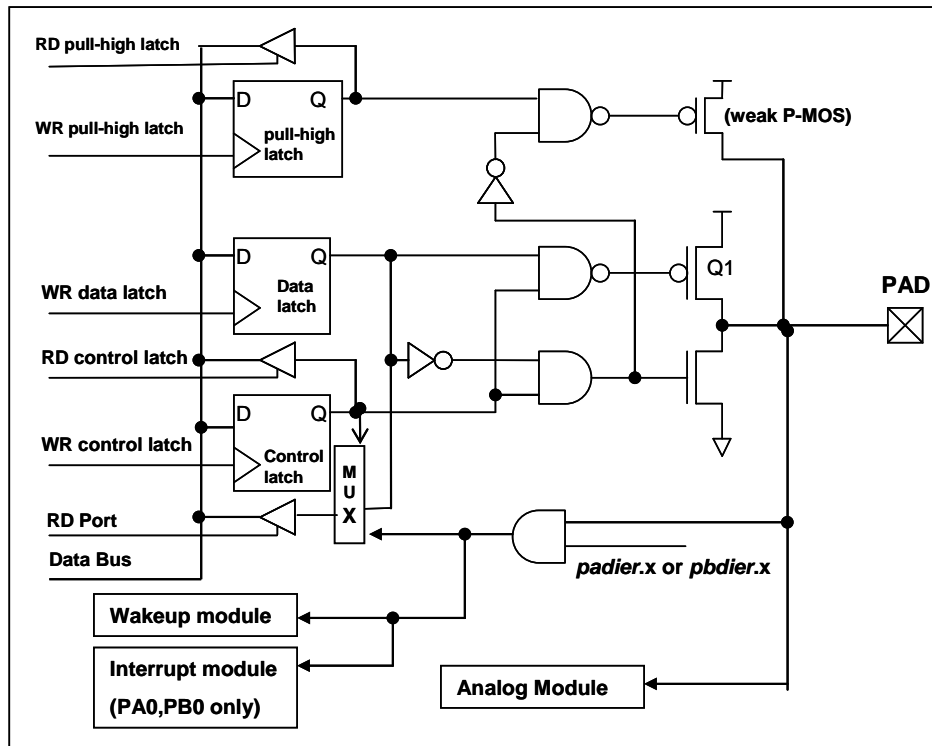 RD pull-high latch
D Q
pull-high
latch
WR pull-high latch
(weak P-MOS)
D Q
Data
latch
WR data latch
Q1
PAD
RD control latch
D Q
Control
latch
WR control latch
M
U
X
RD Port
Data Bus
padier.x or pbdier.x
Wakeup module
Interrupt module
(PA0,PB0 only)
Analog Module